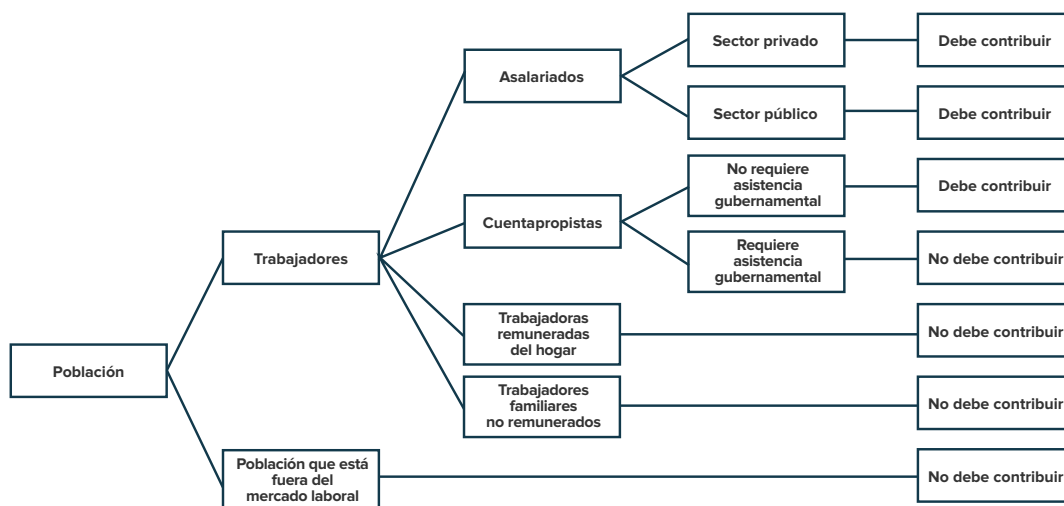 Sector privado
Debe contribuir
Asalariados
Sector público
Debe contribuir
No requiere
asistencia
gubernamental
Debe contribuir
Cuentapropistas
Trabajadores
Requiere
asistencia
gubernamental
No debe contribuir
Trabajadoras
remuneradas
del hogar
No debe contribuir
Población
Trabajadores
familiares
no remunerados
No debe contribuir
Población que está
fuera del
mercado laboral
No debe contribuir